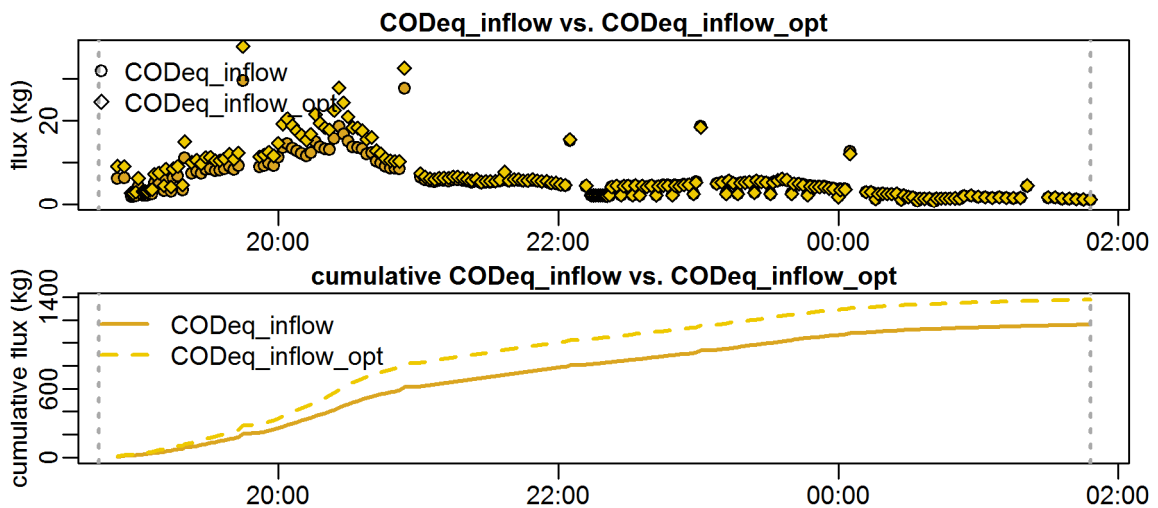 CODeq_inflow vs. CODeq_inflow_opt
flux (kg)
0
20
CODeq_inflow
CODeq_inflow_opt
20:00 22:00 00:00 02:00
cumulative CODeq_inflow vs. CODeq_inflow_opt
cumulative flux (kg)
0
600
1400
CODeq_inflow
CODeq_inflow_opt
20:00 22:00 00:00 02:00